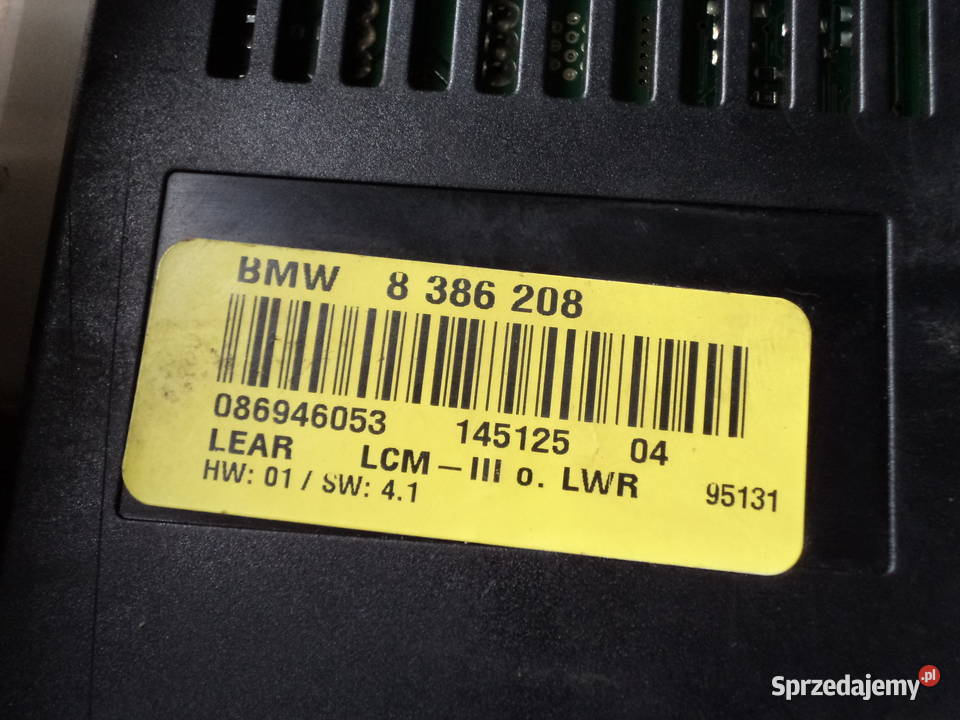 BMW 8 386 208
086946053 145125 04
LEAR LCM – III o. LWR 95131
HW: 01 / SW: 4.1
Sprzedajemy.pl